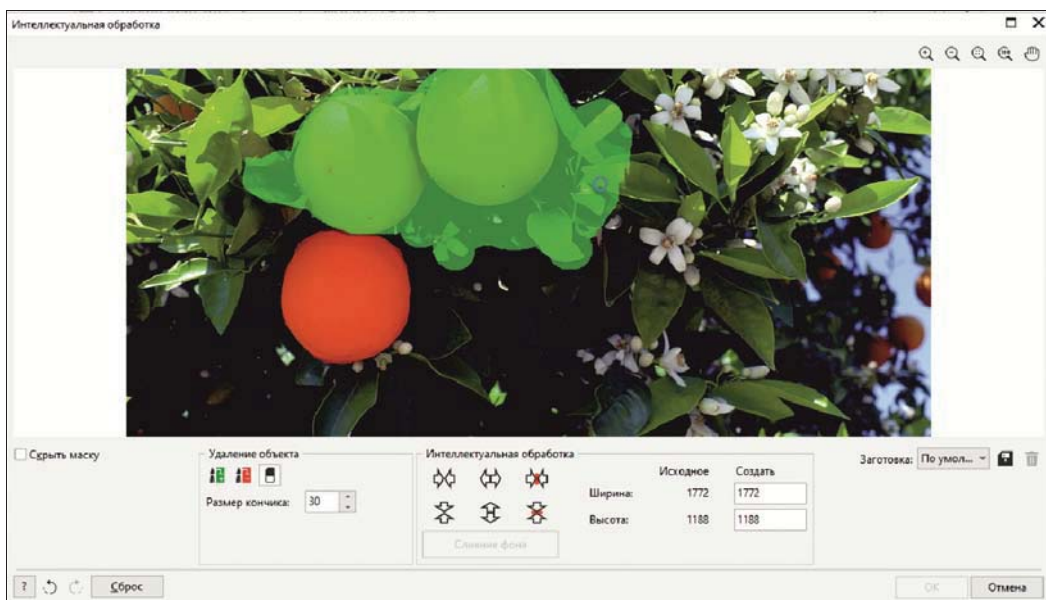 Интеллектуальная обработка
Скрыть маску
Удаление объекта
Размер кончика: 30
Интеллектуальная обработка
Исходное Создать
Ширина: 1772 1772
Высота: 1188 1188
Слияние фона
Заготовка: По умол...
? Сброс
OK Отмена